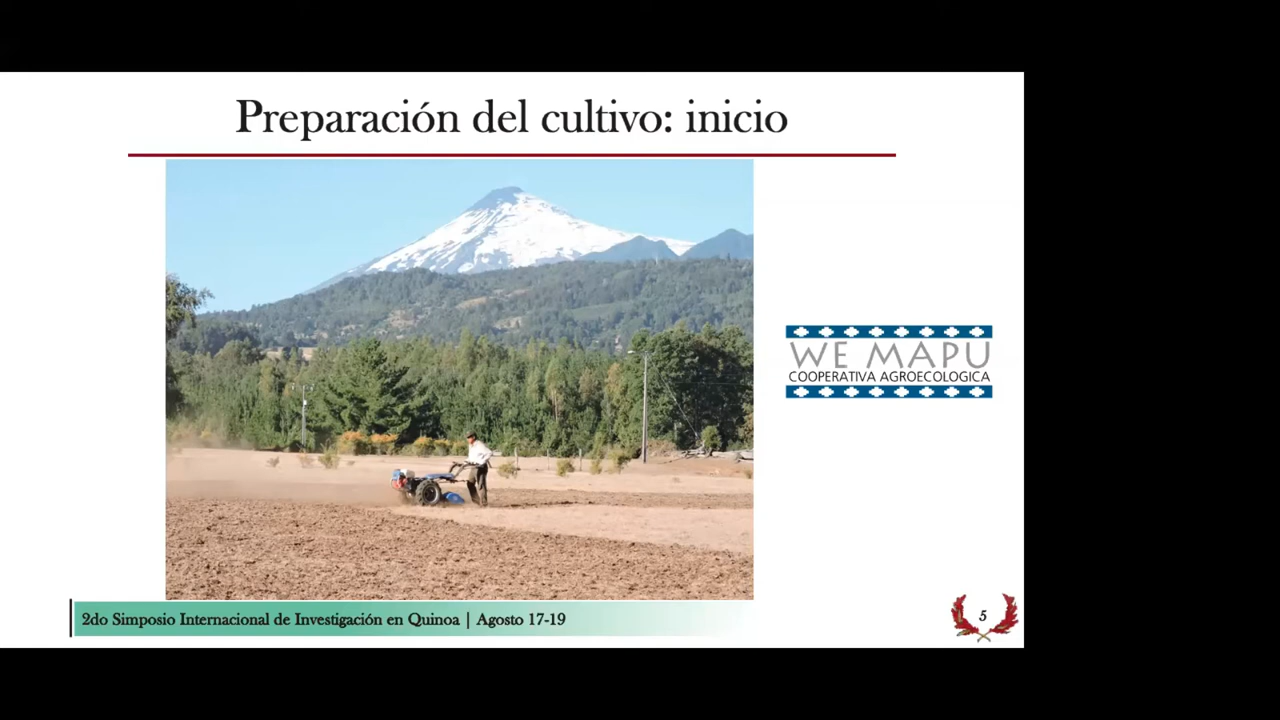 Preparación del cultivo: inicio
WE MAPU
COOPERATIVA AGROECOLOGICA
2do Simposio Internacional de Investigación en Quinoa | Agosto 17-19
5